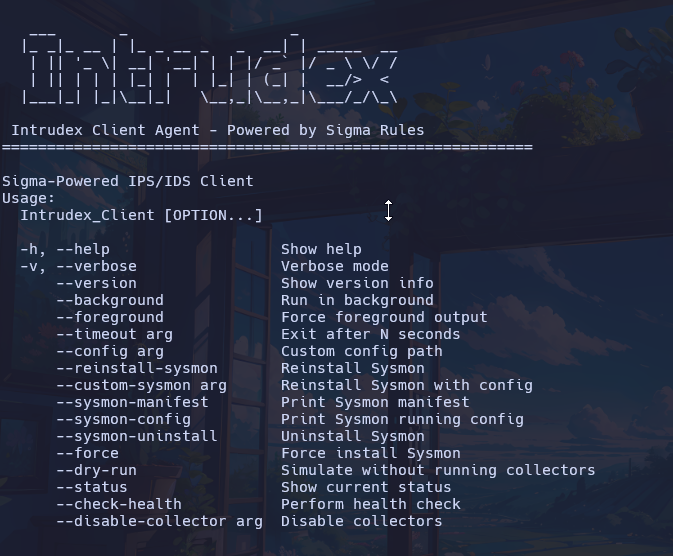 Intrudex
Intrudex Client Agent - Powered by Sigma Rules
===========================================================
Sigma-Powered IPS/IDS Client
Usage:
  Intrudex_Client [OPTION...]

  -h, --help                   Show help
  -v, --verbose                Verbose mode
      --version                Show version info
      --background             Run in background
      --foreground             Force foreground output
      --timeout arg            Exit after N seconds
      --config arg             Custom config path
      --reinstall-sysmon       Reinstall Sysmon
      --custom-sysmon arg      Reinstall Sysmon with config
      --sysmon-manifest        Print Sysmon manifest
      --sysmon-config          Print Sysmon running config
      --sysmon-uninstall       Uninstall Sysmon
      --force                  Force install Sysmon
      --dry-run                Simulate without running collectors
      --status                 Show current status
      --check-health           Perform health check
      --disable-collector arg  Disable collectors